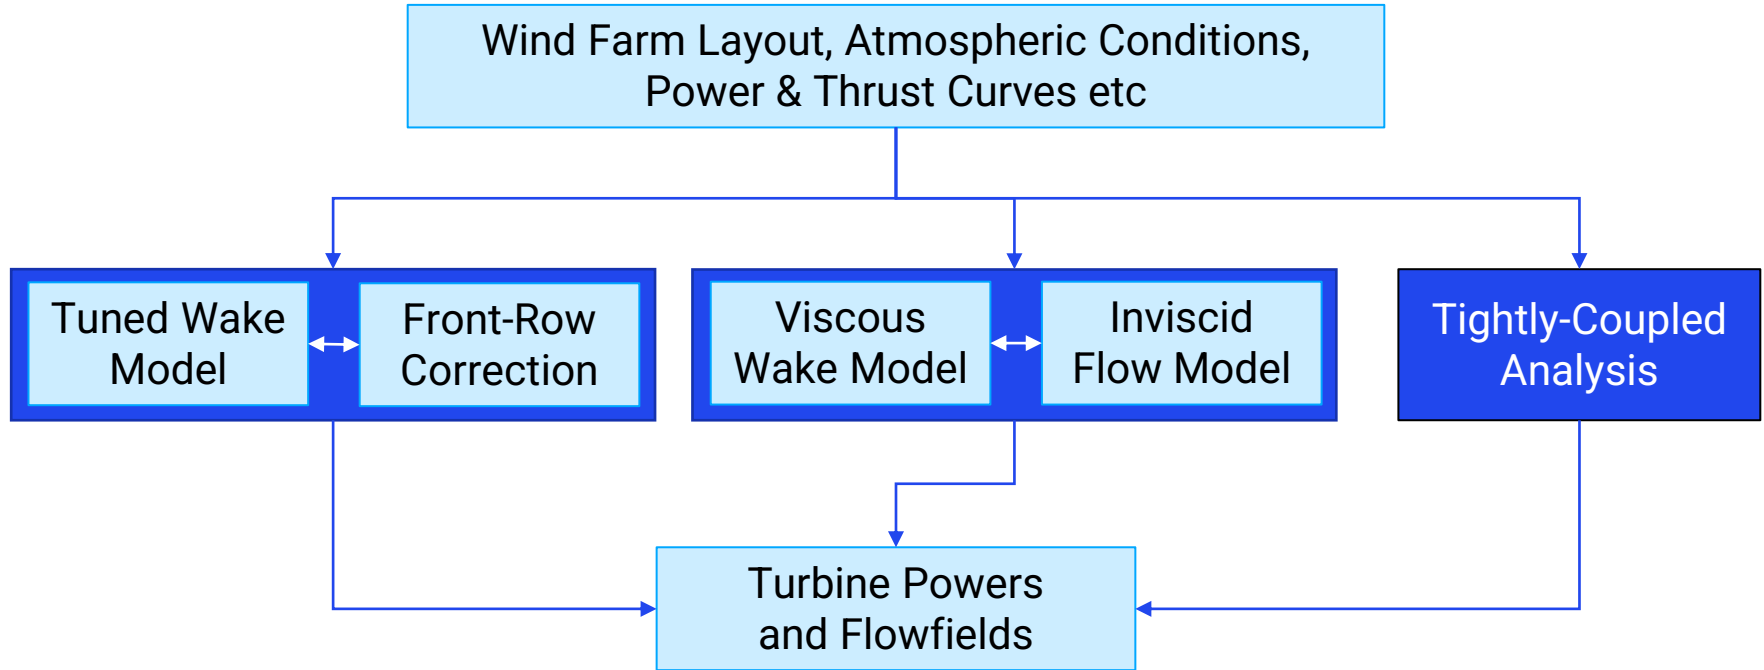 Wind Farm Layout, Atmospheric Conditions,
Power & Thrust Curves etc
Tuned Wake
Model
Front-Row
Correction
Viscous
Wake Model
Inviscid
Flow Model
Tightly-Coupled
Analysis
Turbine Powers
and Flowfields